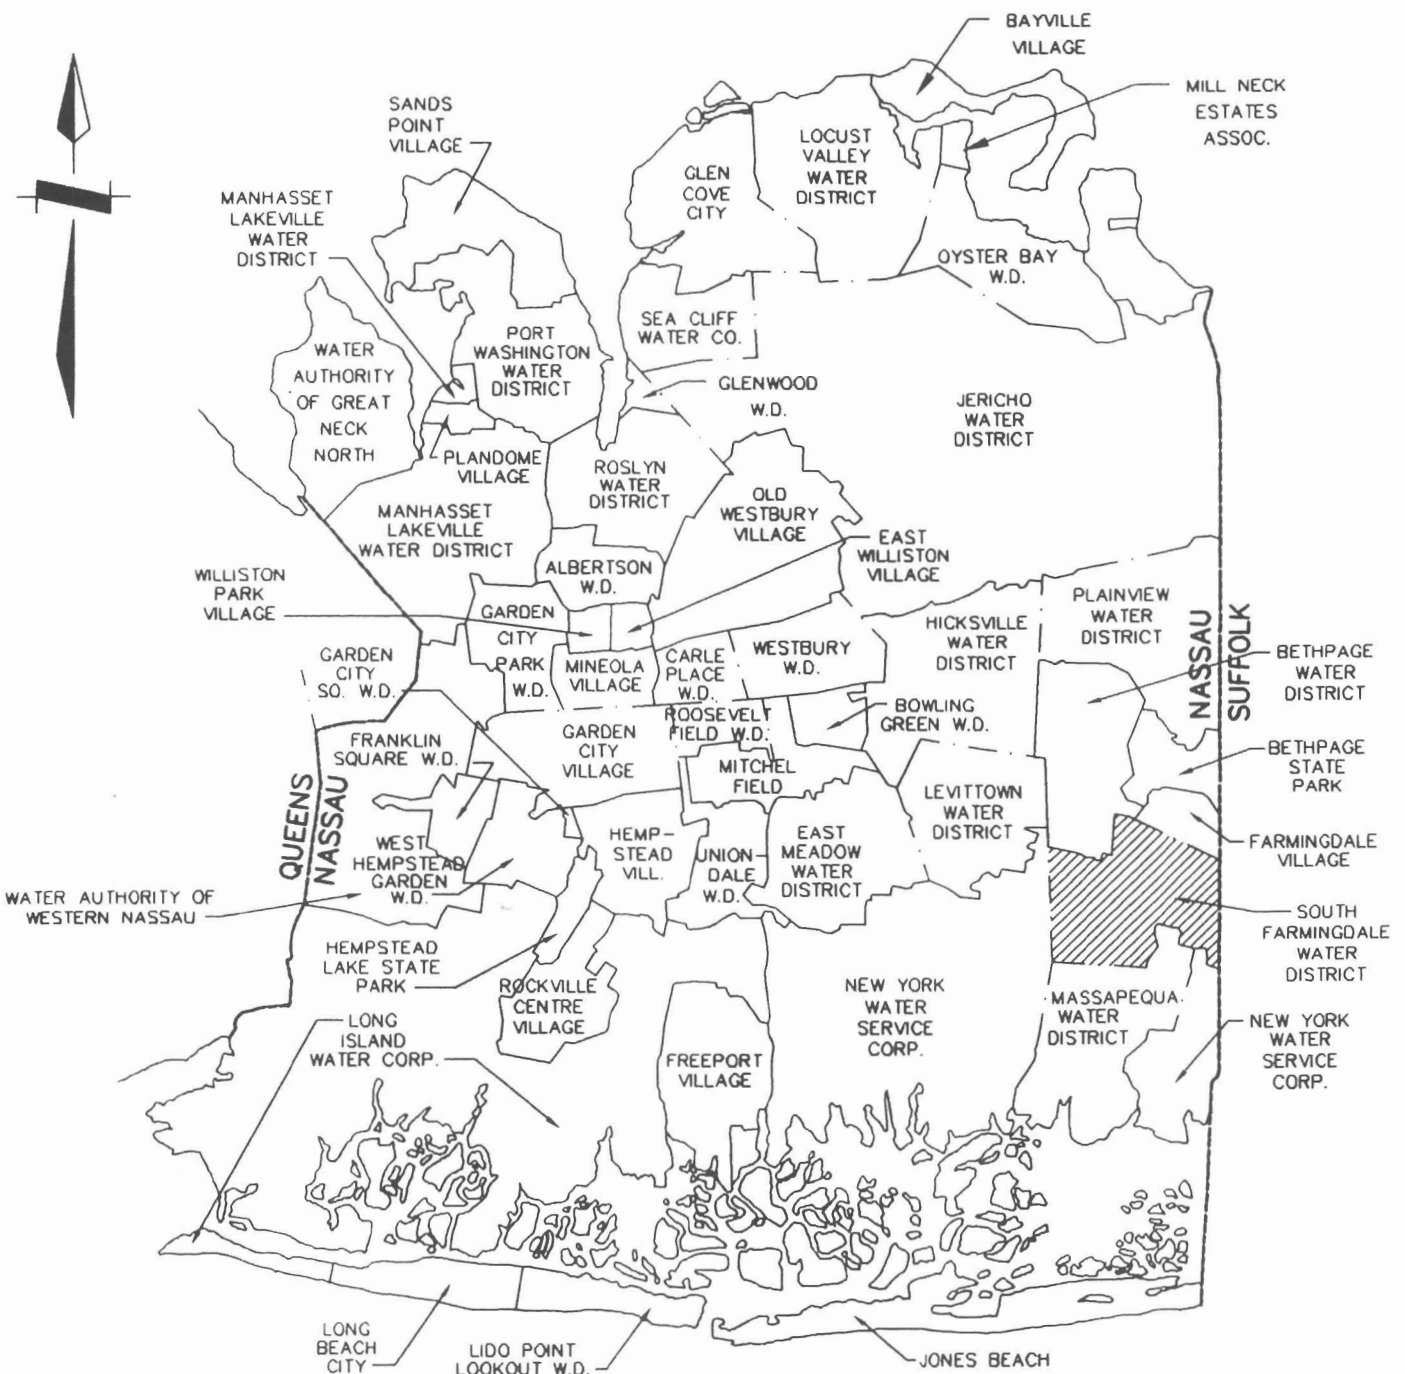 BAYVILLE
VILLAGE
MILL NECK
ESTATES
ASSOC.
SANDS
POINT
VILLAGE
LOCUST
VALLEY
WATER
DISTRICT
GLEN
COVE
CITY
MANHASSET
LAKEVILLE
WATER
DISTRICT
OYSTER BAY
W.D.
SEA CLIFF
WATER CO.
PORT
WASHINGTON
WATER
DISTRICT
WATER
AUTHORITY
OF GREAT
NECK
NORTH
GLENWOOD
W.D.
JERICHO
WATER
DISTRICT
PLANDOME
VILLAGE
ROSLYN
WATER
DISTRICT
OLD
WESTBURY
VILLAGE
MANHASSET
LAKEVILLE
WATER DISTRICT
EAST
WILLISTON
VILLAGE
ALBERTSON
W.D.
WILLISTON
PARK
VILLAGE
GARDEN
CITY
PARK
W.D.
PLAINVIEW
WATER
DISTRICT
HICKSVILLE
WATER
DISTRICT
NASSAU
SUFFOLK
BETHPAGE
WATER
DISTRICT
GARDEN
CITY
SO. W.D.
MINEOLA
VILLAGE
CARLE
PLACE
W.D.
WESTBURY
W.D.
ROOSEVELT
FIELD W.D.
BOWLING
GREEN W.D.
FRANKLIN
SQUARE W.D.
GARDEN
CITY
VILLAGE
MITCHEL
FIELD
BETHPAGE
STATE
PARK
QUEENS
NASSAU
LEVITTOWN
WATER
DISTRICT
WEST
HEMPSTEAD
GARDEN
W.D.
HEMP-
STEAD
VILL.
UNION-
DALE
W.D.
EAST
MEADOW
WATER
DISTRICT
FARMINGDALE
VILLAGE
WATER AUTHORITY OF
WESTERN NASSAU
SOUTH
FARMINGDALE
WATER
DISTRICT
HEMPSTEAD
LAKE STATE
PARK
ROCKVILLE
CENTRE
VILLAGE
NEW YORK
WATER
SERVICE
CORP.
MASSAPEQUA
WATER
DISTRICT
LONG
ISLAND
WATER CORP.
FREEPORT
VILLAGE
NEW YORK
WATER
SERVICE
CORP.
LONG
BEACH
CITY
LIDO POINT
LOOKOUT W.D.
JONES BEACH